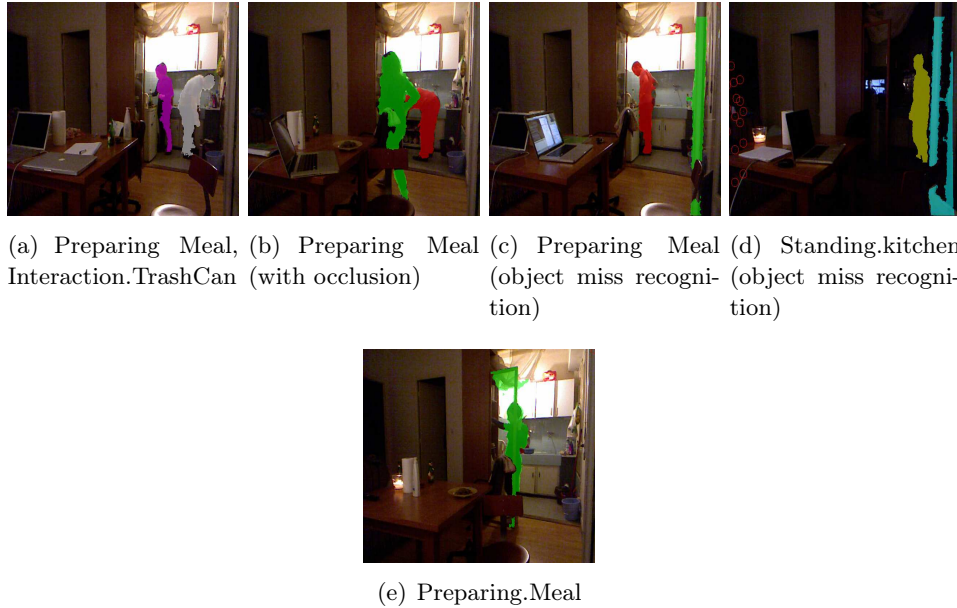 (a) Preparing Meal,
Interaction.TrashCan
(b) Preparing Meal
(with occlusion)
(c) Preparing Meal
(object miss recogni-
tion)
(d) Standing.kitchen
(object miss recogni-
tion)
(e) Preparing.Meal